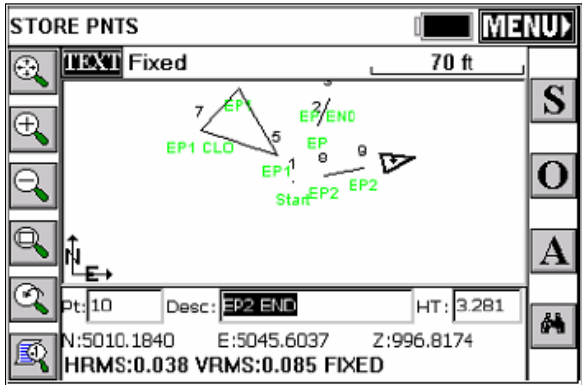 STORE PNTS
MENU
TEXT Fixed
70 ft
S
7
EP1
2
EP END
EP1 CLO
5
EP
EP1
1
8
9
Start
EP2
EP2
O
N
E
A
Pt: 10
Desc: EP2 END
HT: 3.281
N:5010.1840 E:5045.6037 Z:996.8174
HRMS:0.038 VRMS:0.085 FIXED